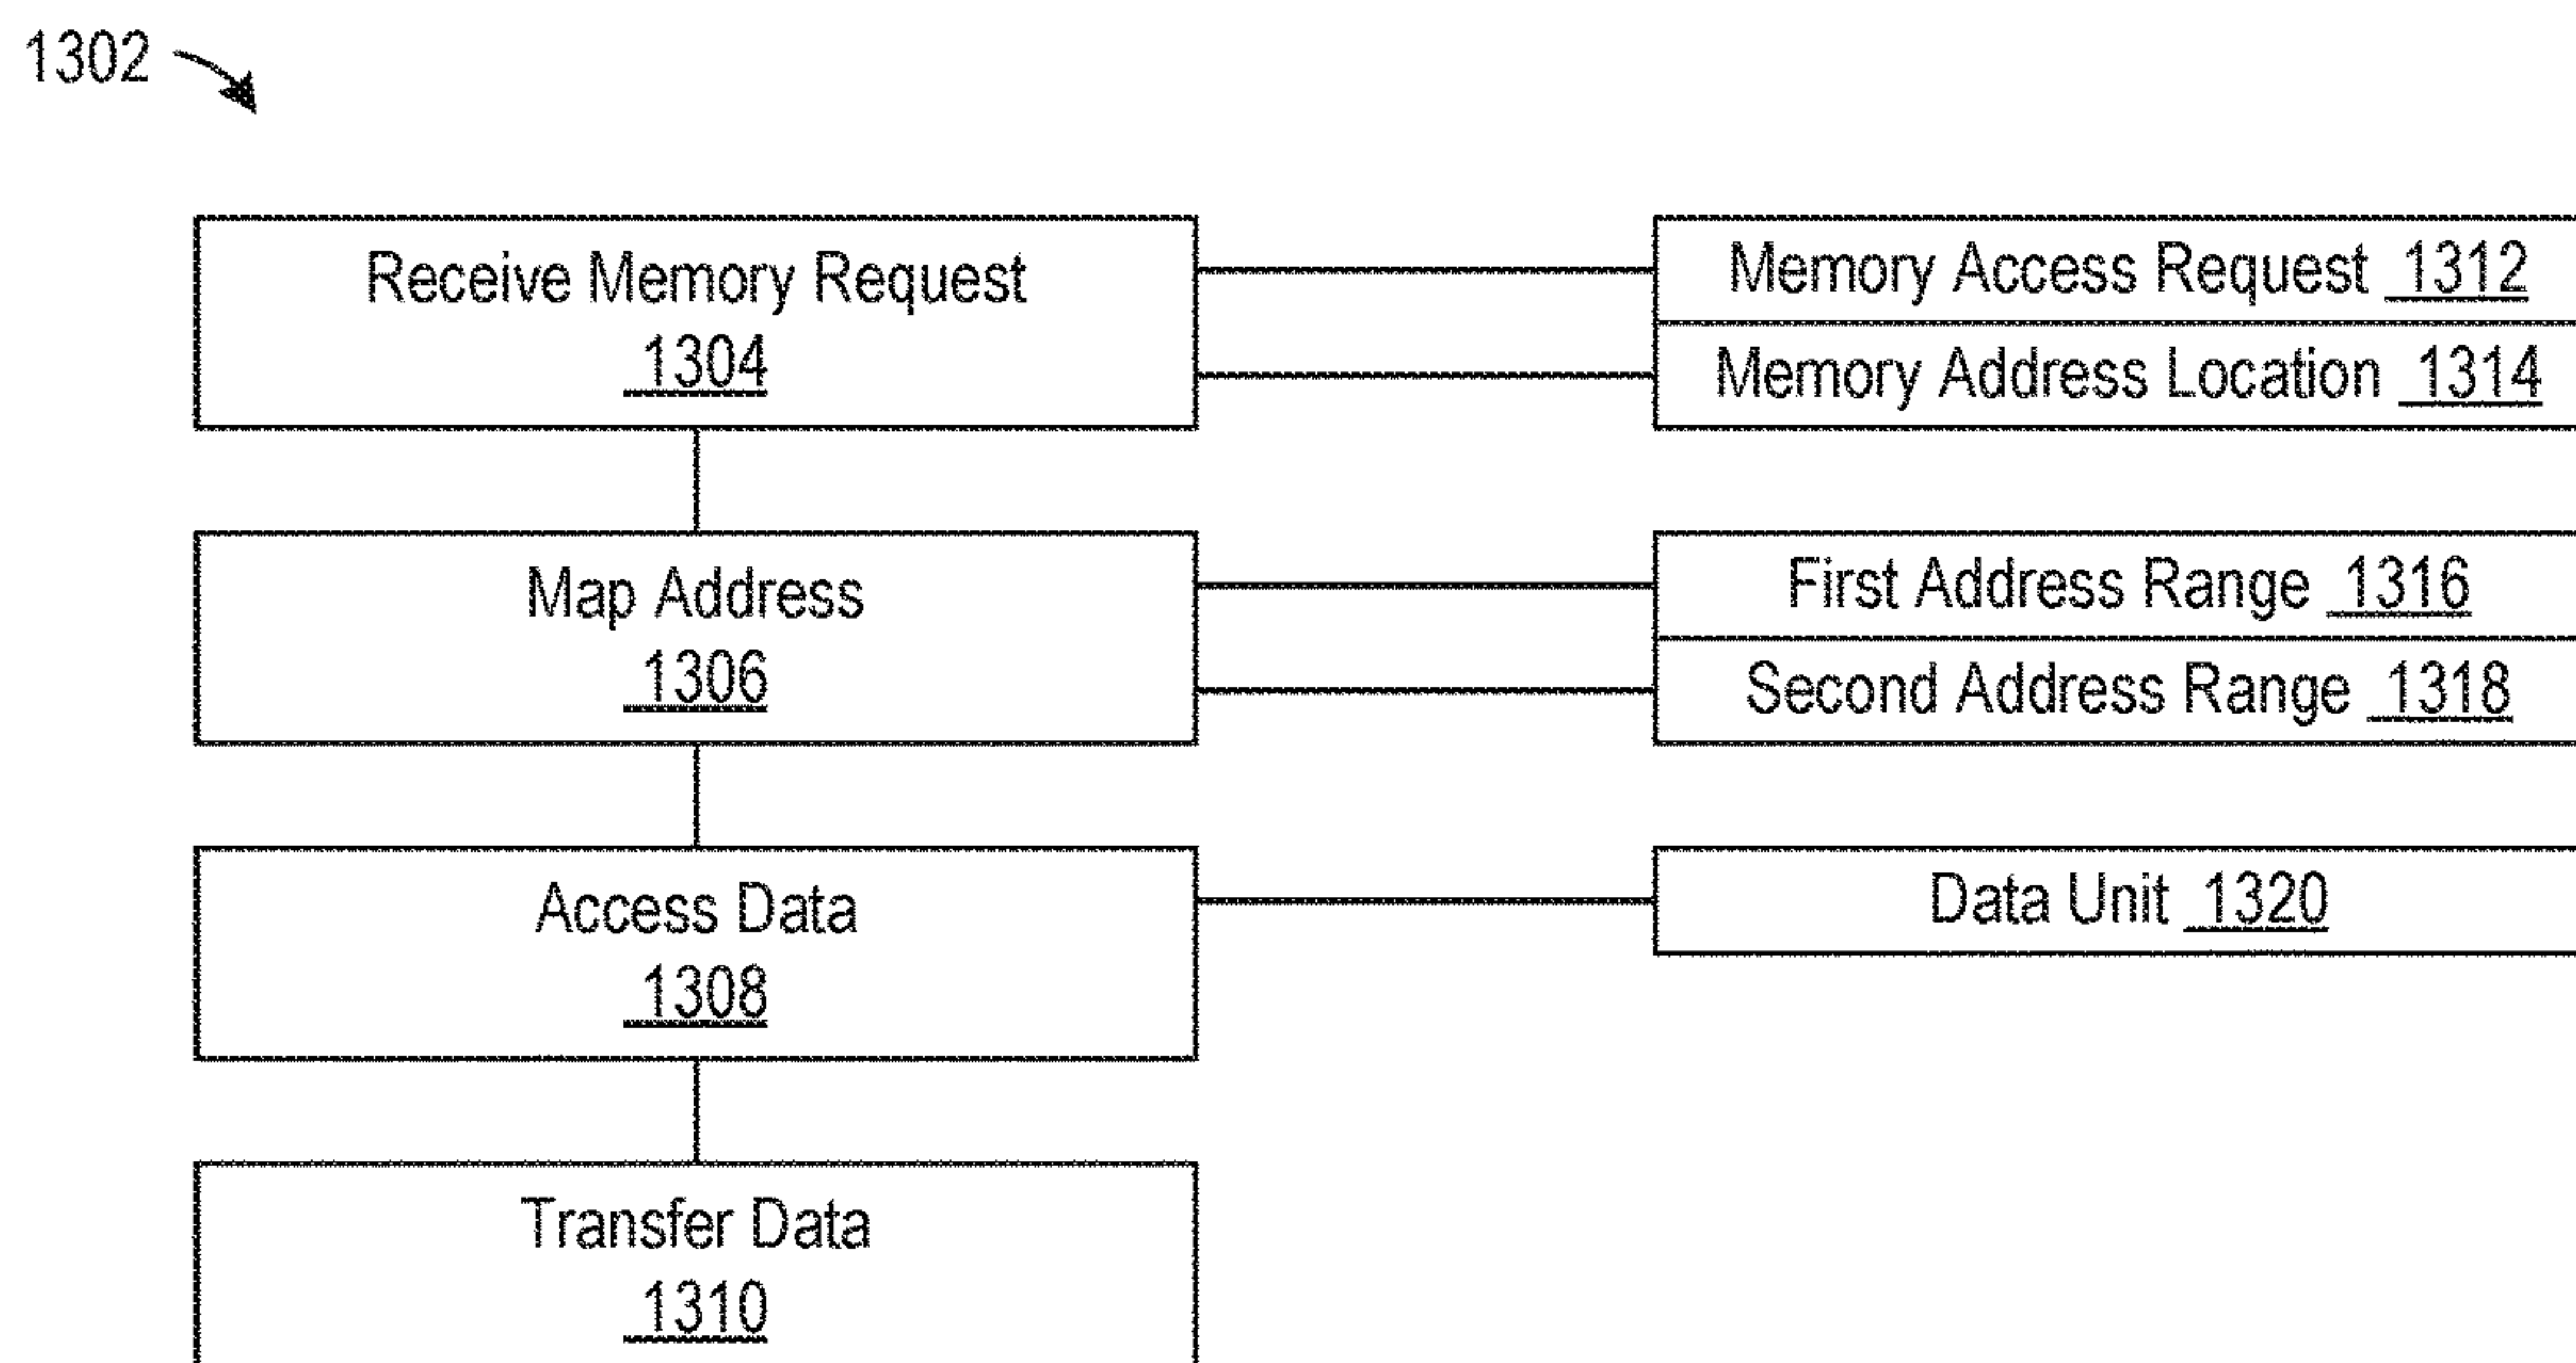 1302
Receive Memory Request
1304
Memory Access Request 1312
Memory Address Location 1314
Map Address
1306
First Address Range 1316
Second Address Range 1318
Access Data
1308
Data Unit 1320
Transfer Data
1310